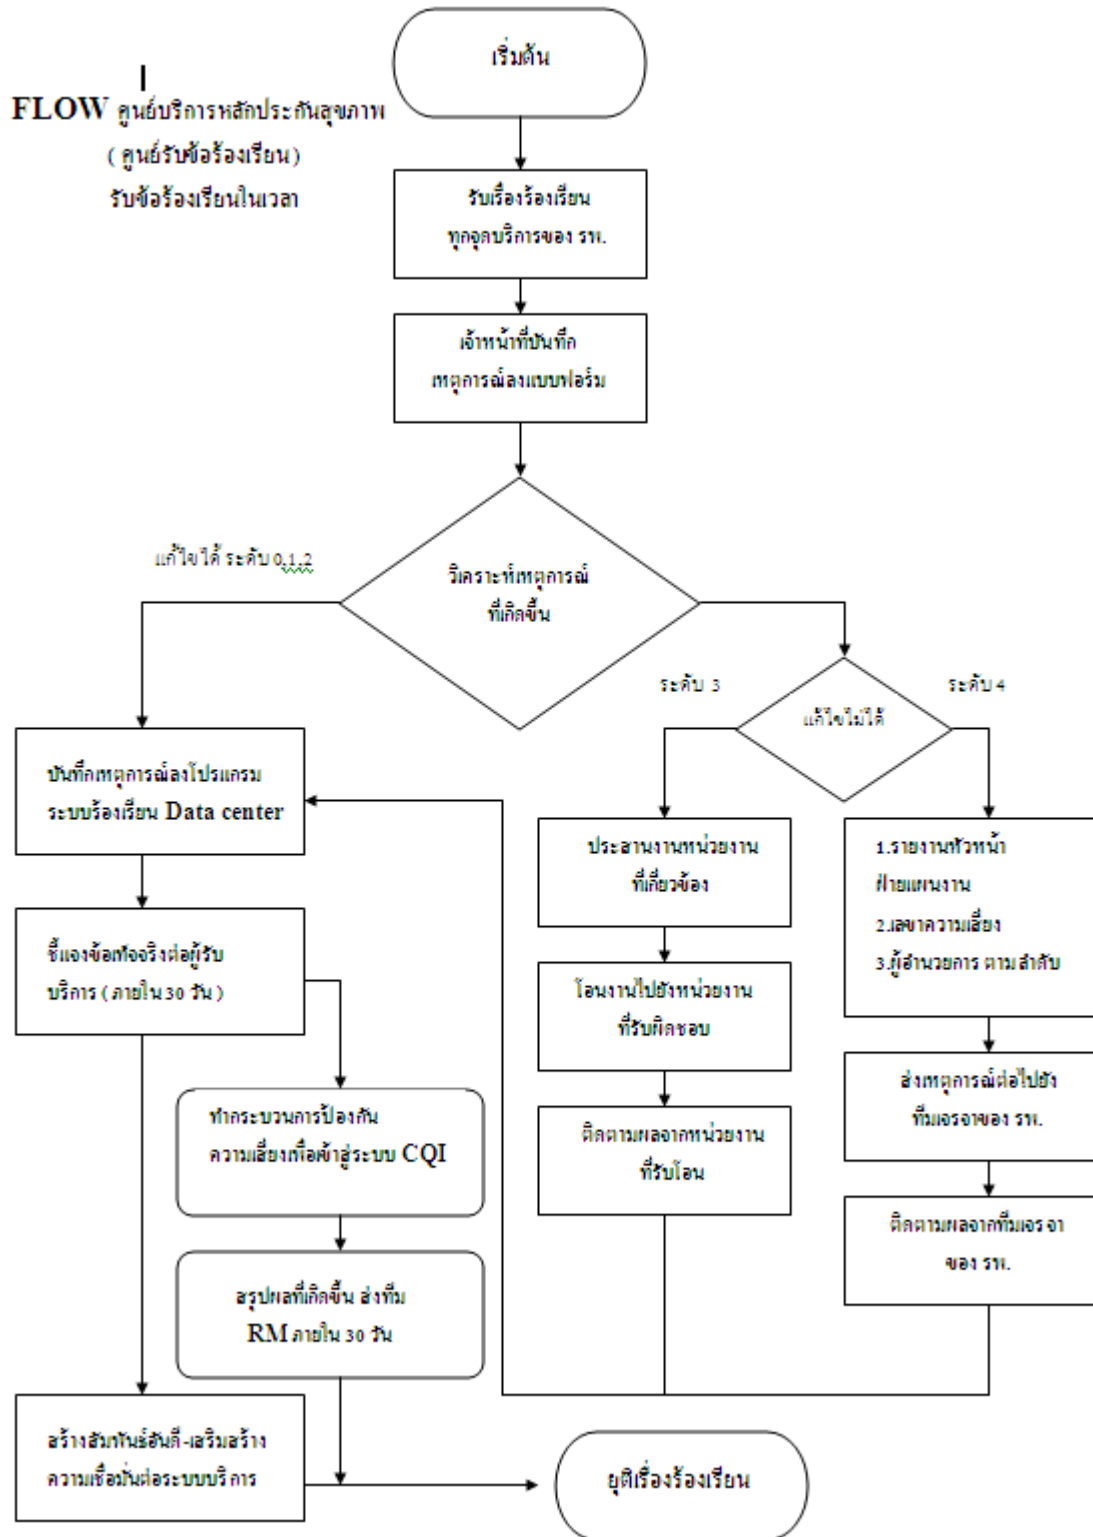 เริ่มต้น
FLOW ศูนย์บริการหลักประกันสุขภาพ
( ศูนย์รับข้อร้องเรียน )
รับข้อร้องเรียนในเวลา
รับเรื่องร้องเรียน
ทุกจุดบริการของ รพ.
เจ้าหน้าที่บันทึก
เหตุการณ์ลงแบบฟอร์ม
แก้ไขได้ ระดับ 0,1,2
วิเคราะห์เหตุการณ์
ที่เกิดขึ้น
ระดับ 3
ระดับ 4
แก้ไขไม่ได้
บันทึกเหตุการณ์ลงโปรแกรม
ระบบร้องเรียน Data center
ประสานงานหน่วยงาน
ที่เกี่ยวข้อง
1.รายงานหัวหน้า
ฝ่ายแผนงาน
2.เลขาความเสี่ยง
3.ผู้อำนวยการ ตามลำดับ
ชี้แจงข้อเท็จจริงต่อผู้รับ
บริการ ( ภายใน 30 วัน )
โอนงานไปยังหน่วยงาน
ที่รับผิดชอบ
ส่งเหตุการณ์ต่อไปยัง
ทีมเจรจาของ รพ.
ทำกระบวนการป้องกัน
ความเสี่ยงเพื่อเข้าสู่ระบบ CQI
ติดตามผลจากหน่วยงาน
ที่รับโอน
ติดตามผลจากทีมเจรจา
ของ รพ.
สรุปผลที่เกิดขึ้น ส่งทีม
RM ภายใน 30 วัน
สร้างสัมพันธ์อันดี-เสริมสร้าง
ความเชื่อมั่นต่อระบบบริการ
ยุติเรื่องร้องเรียน